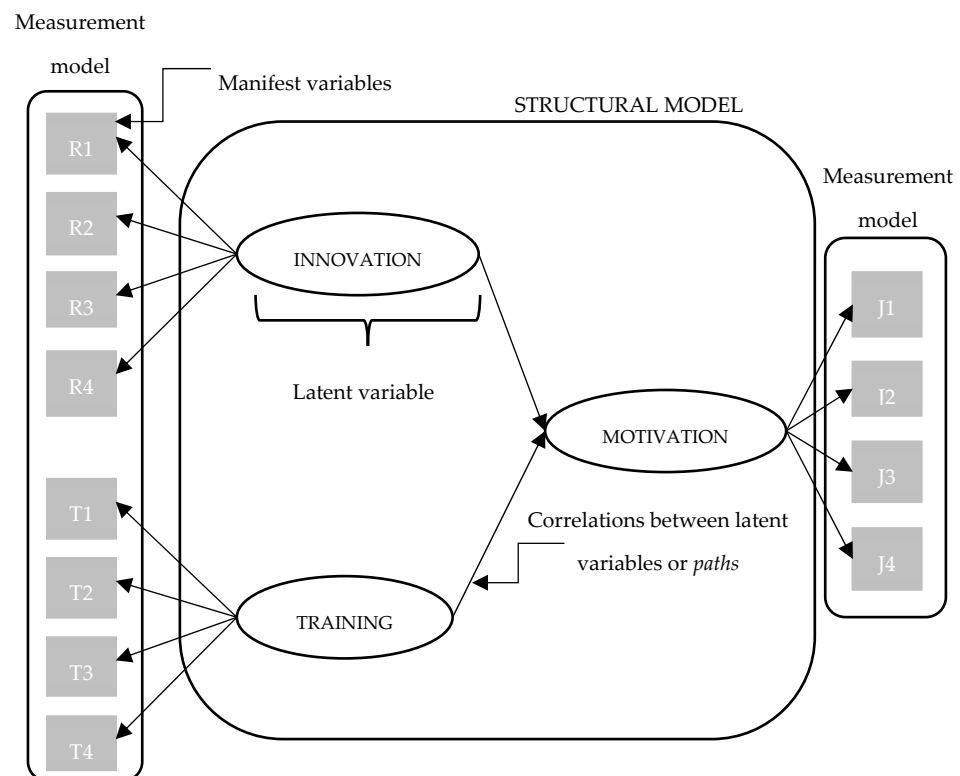 Measurement
model
Manifest variables
STRUCTURAL MODEL
R1
R2
R3
R4
INNOVATION
Latent variable
Measurement
model
J1
J2
J3
J4
MOTIVATION
Correlations between latent
variables or paths
T1
T2
T3
T4
TRAINING